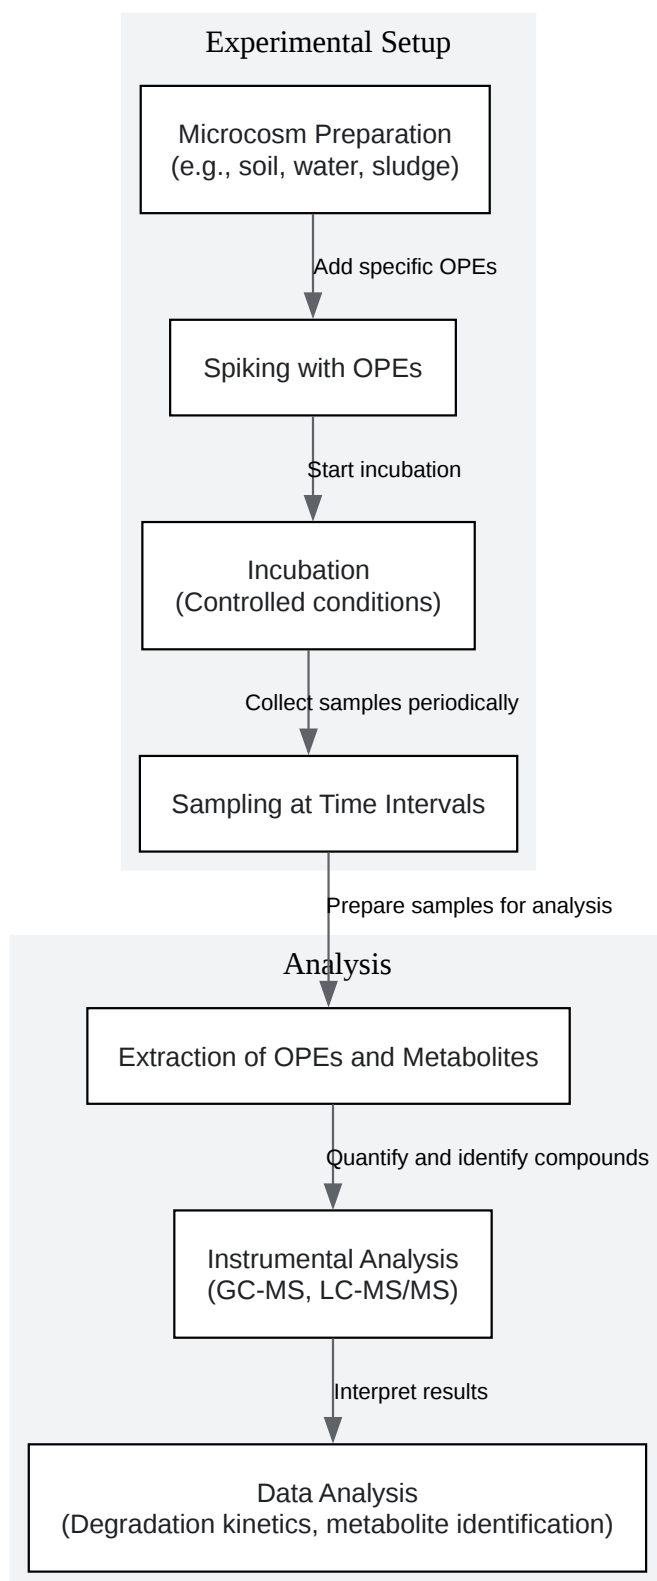 Experimental Setup
Microcosm Preparation
(e.g., soil, water, sludge)
Add specific OPEs
Spiking with OPEs
Start incubation
Incubation
(Controlled conditions)
Collect samples periodically
Sampling at Time Intervals
Prepare samples for analysis
Analysis
Extraction of OPEs and Metabolites
Quantify and identify compounds
Instrumental Analysis
(GC-MS, LC-MS/MS)
Interpret results
Data Analysis
(Degradation kinetics, metabolite identification)